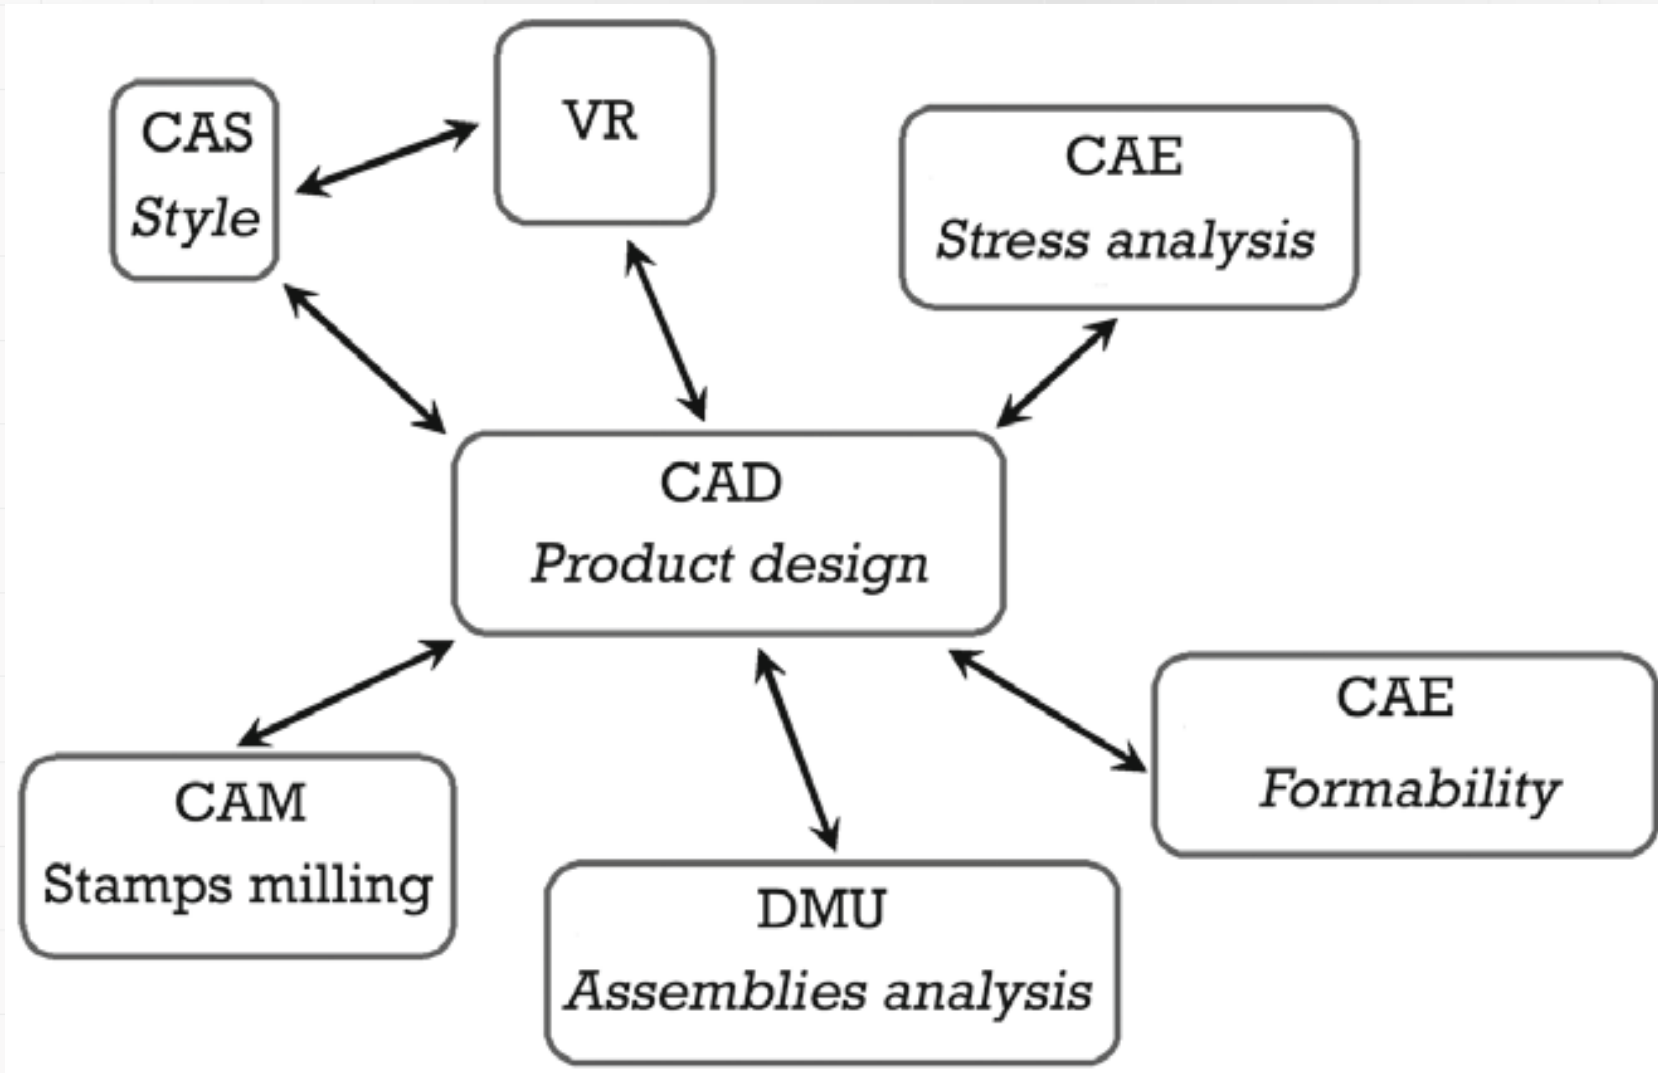 CAS
Style
VR
CAE
Stress analysis
CAD
Product design
CAM
Stamps milling
DMU
Assemblies analysis
CAE
Formability